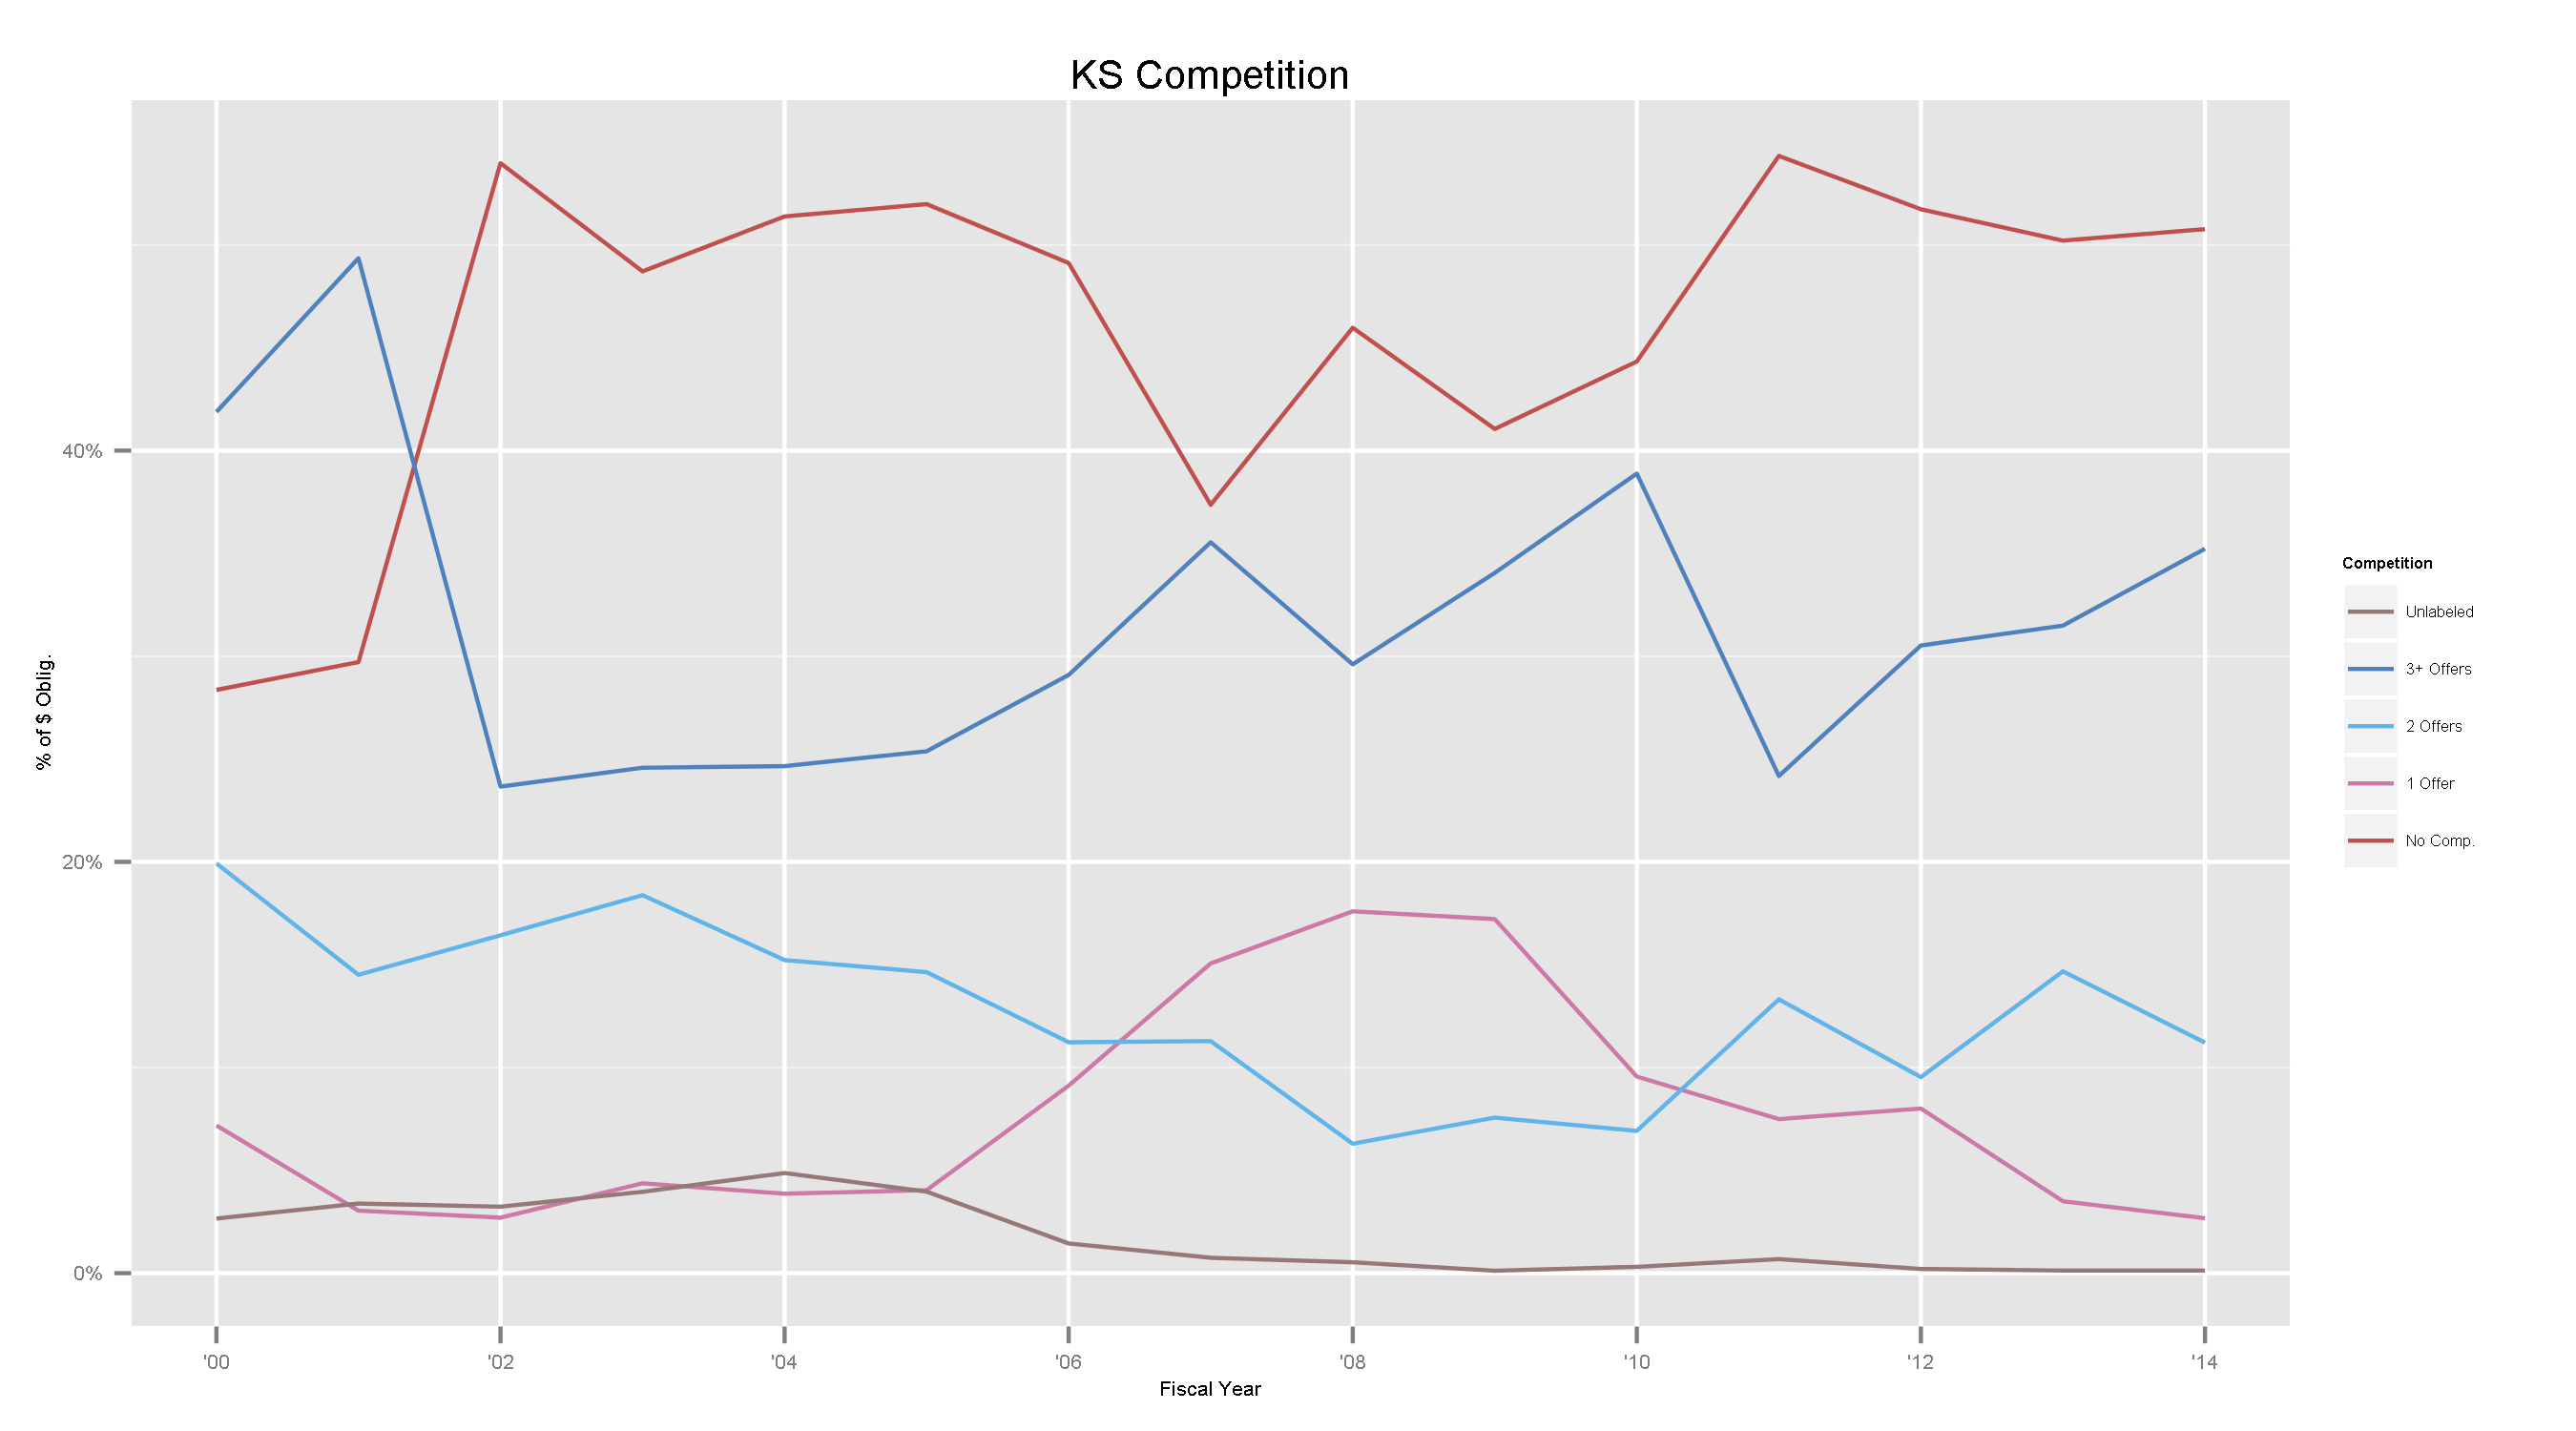 KS Competition
40%
20%
0%
% of $ Oblig.
'00 '02 '04 '06 '08 '10 '12 '14
Fiscal Year
Competition
Unlabeled
3+ Offers
2 Offers
1 Offer
No Comp.